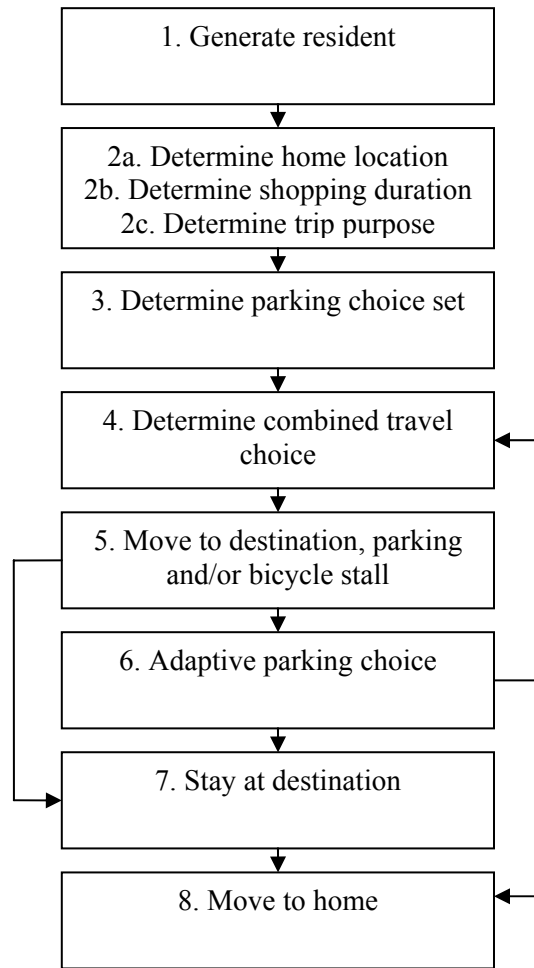 1. Generate resident
2a. Determine home location
2b. Determine shopping duration
2c. Determine trip purpose
3. Determine parking choice set
4. Determine combined travel
choice
5. Move to destination, parking
and/or bicycle stall
6. Adaptive parking choice
7. Stay at destination
8. Move to home